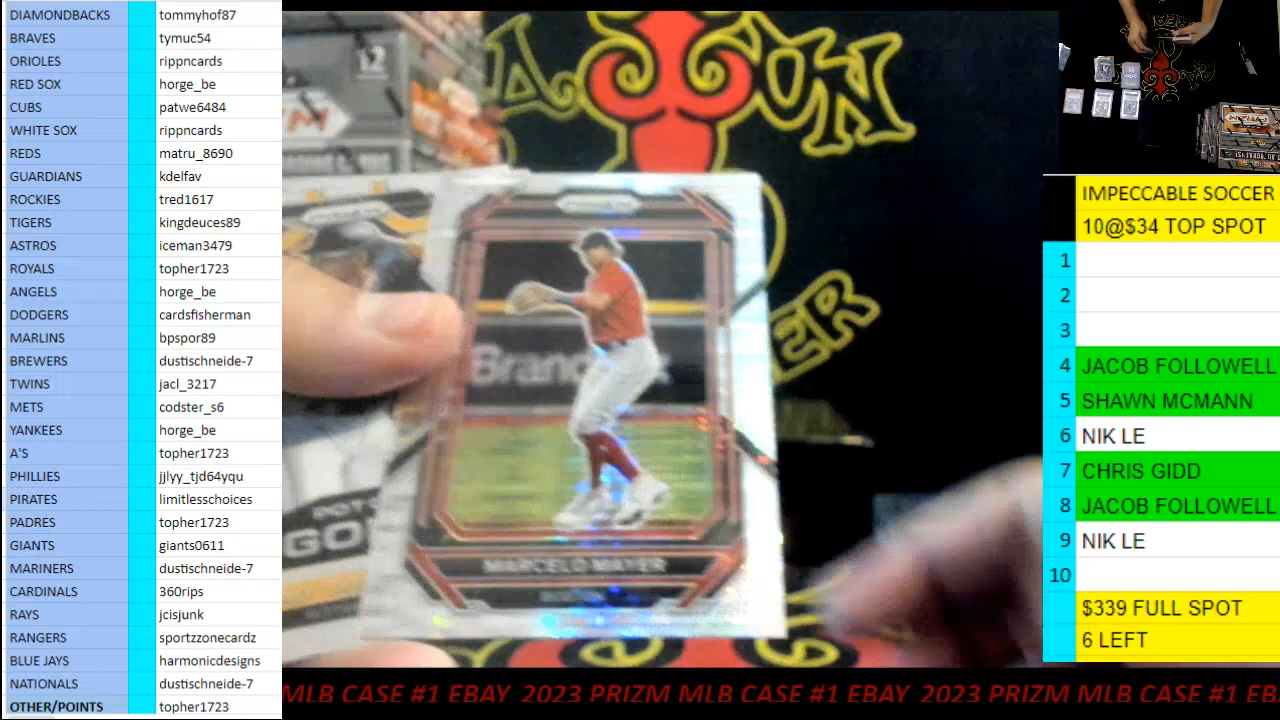 DIAMONDBACKS tommyhof87
BRAVES tymuc54
ORIOLES rippncards
RED SOX horge_be
CUBS patwe6484
WHITE SOX rippncards
REDS matru_8690
GUARDIANS kdelfav
ROCKIES tred1617
TIGERS kingdeuces89
ASTROS iceman3479
ROYALS topher1723
ANGELS horge_be
DODGERS cardsfisherman
MARLINS bpspor89
BREWERS dustischneide-7
TWINS jacl_3217
METS codster_s6
YANKEES horge_be
A'S topher1723
PHILLIES jjlyy_tjd64yqu
PIRATES limitlesschoices
PADRES topher1723
GIANTS giants0611
MARINERS dustischneide-7
CARDINALS 360rips
RAYS jcisjunk
RANGERS sportzzonecardz
BLUE JAYS harmonicdesigns
NATIONALS dustischneide-7
OTHER/POINTS topher1723
12
MARCELO MAYER
IMPECCABLE SOCCER
10@$34 TOP SPOT
1
2
3
4 JACOB FOLLOWELL
5 SHAWN MCMANN
6 NIK LE
7 CHRIS GIDD
8 JACOB FOLLOWELL
9 NIK LE
10
$339 FULL SPOT
6 LEFT
MLB CASE #1 EBAY 2023 PRIZM MLB CASE #1 EBAY 2023 PRIZM MLB CASE #1 EB